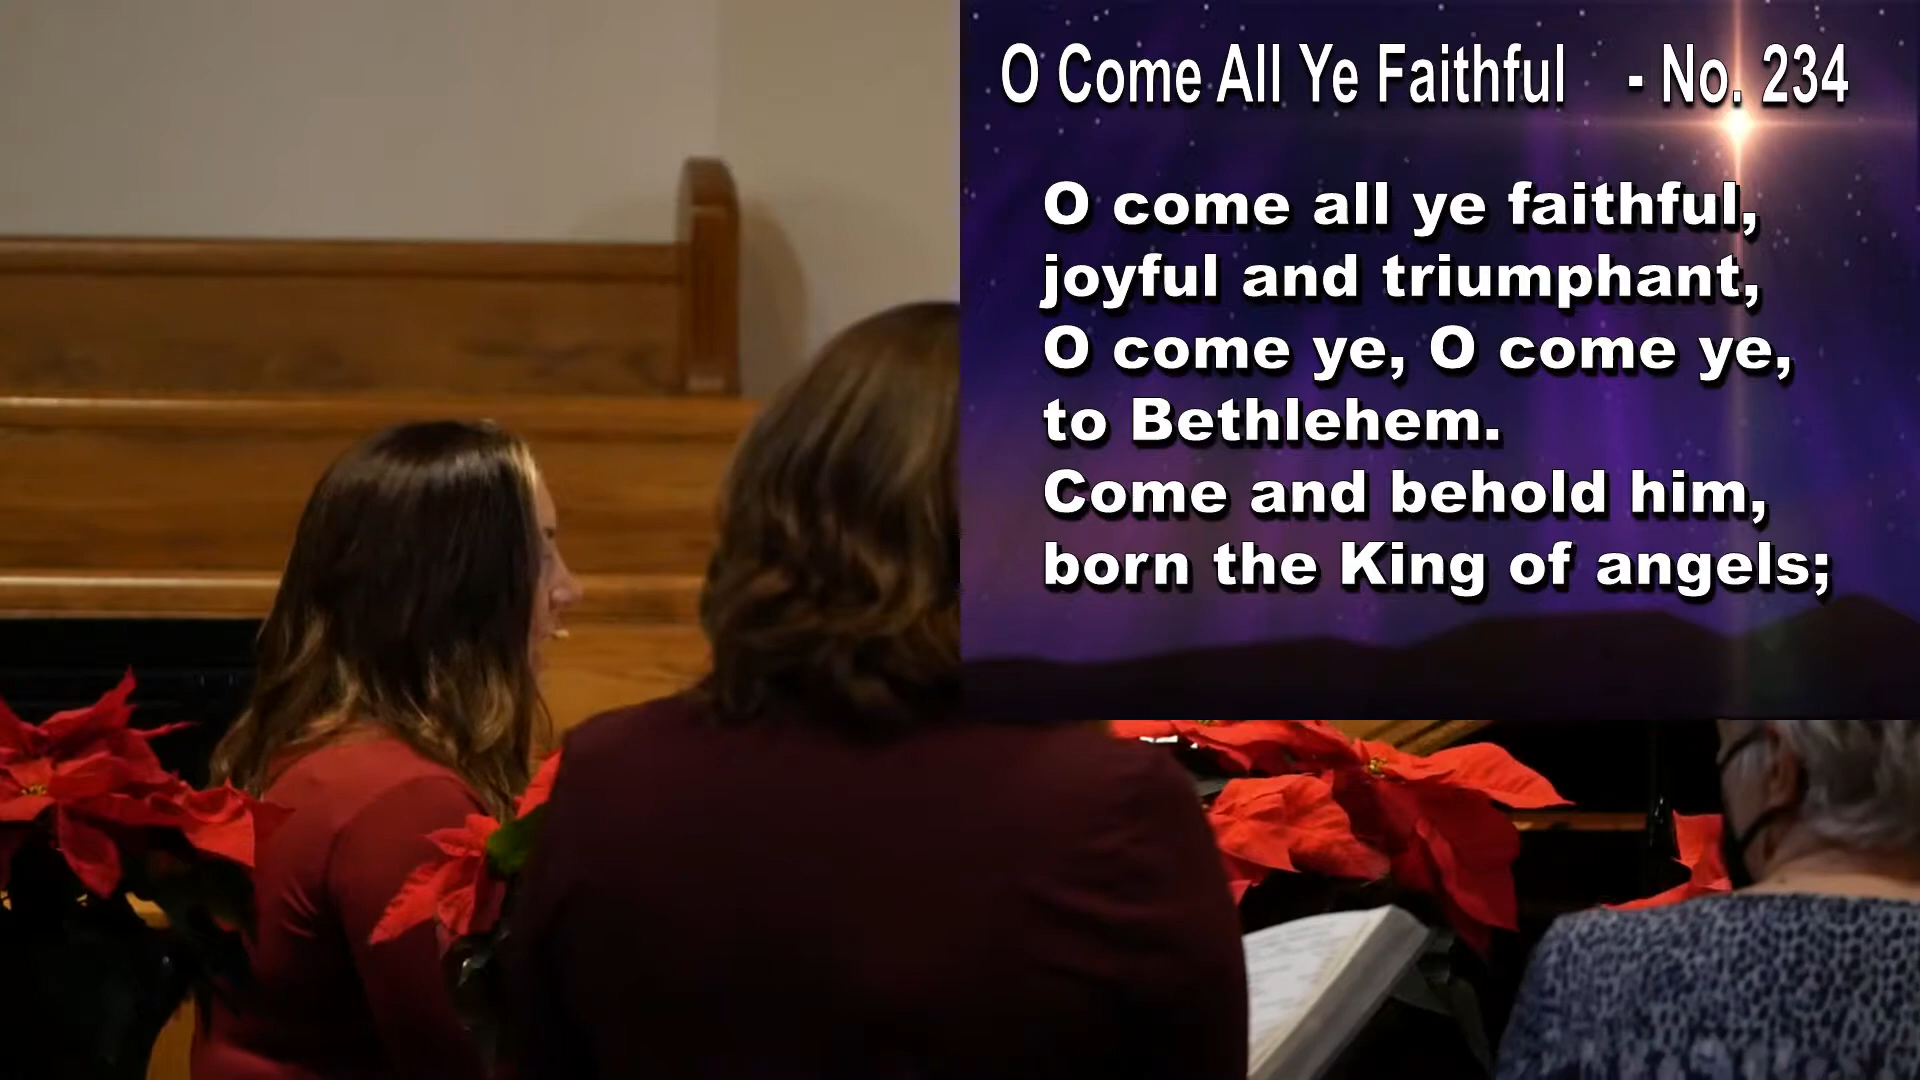 O Come All Ye Faithful - No. 234
O come all ye faithful,
joyful and triumphant,
O come ye, O come ye,
to Bethlehem.
Come and behold him,
born the King of angels;